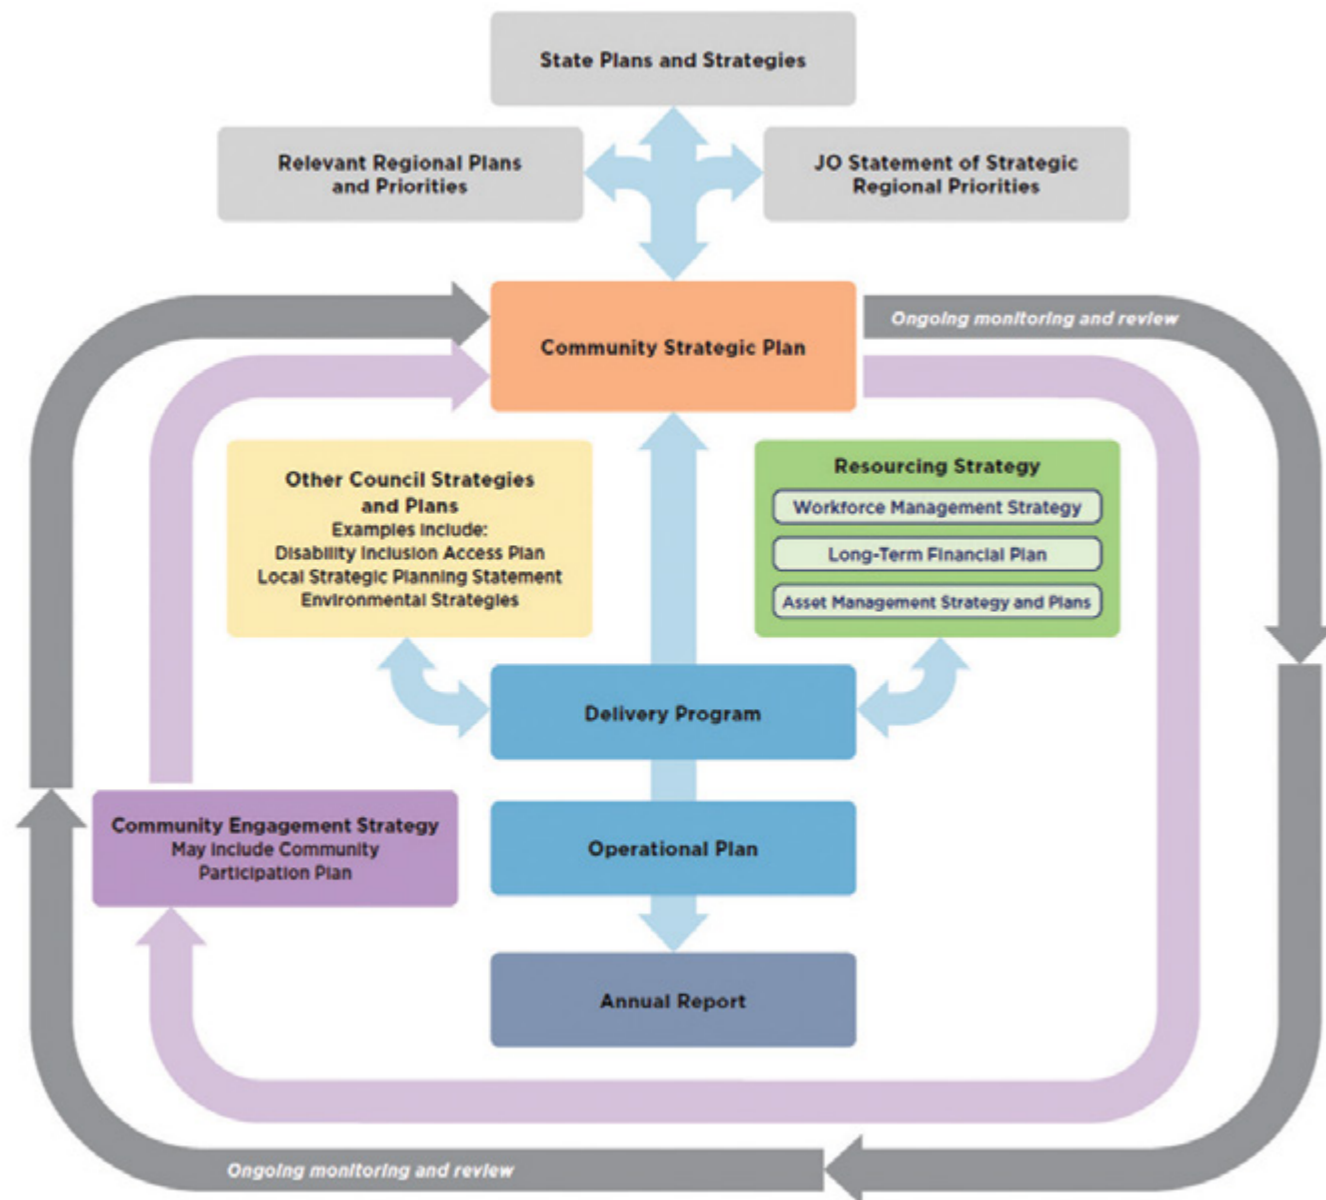 State Plans and Strategies
Relevant Regional Plans
and Priorities
JO Statement of Strategic
Regional Priorities
Community Strategic Plan
Ongoing monitoring and review
Other Council Strategies
and Plans
Examples include:
Disability Inclusion Access Plan
Local Strategic Planning Statement
Environmental Strategies
Resourcing Strategy
Workforce Management Strategy
Long-Term Financial Plan
Asset Management Strategy and Plans
Delivery Program
Community Engagement Strategy
May include Community
Participation Plan
Operational Plan
Annual Report
Ongoing monitoring and review